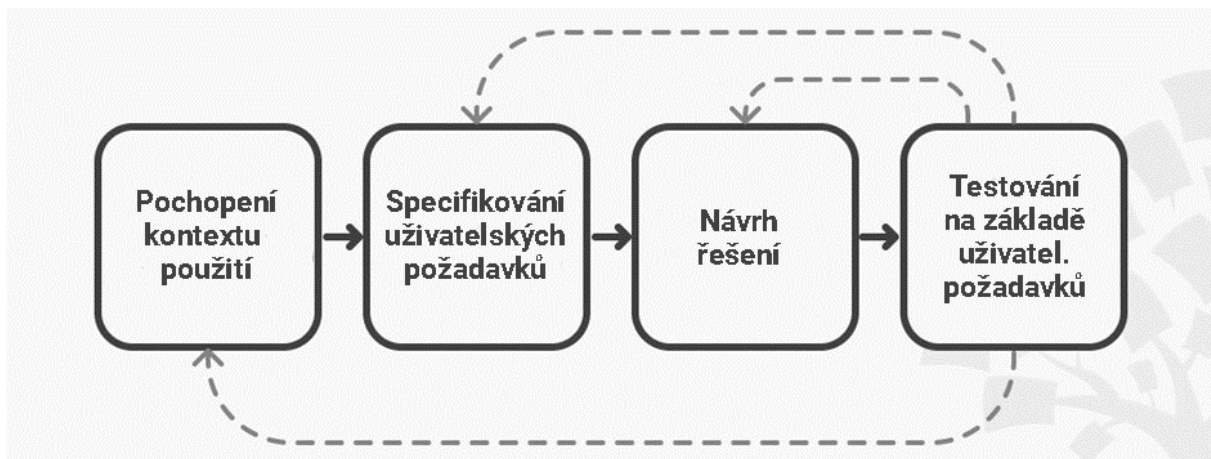 Pochopení
kontextu
použití
Specifikování
uživatelských
požadavků
Návrh
řešení
Testování
na základě
uživatel.
požadavků